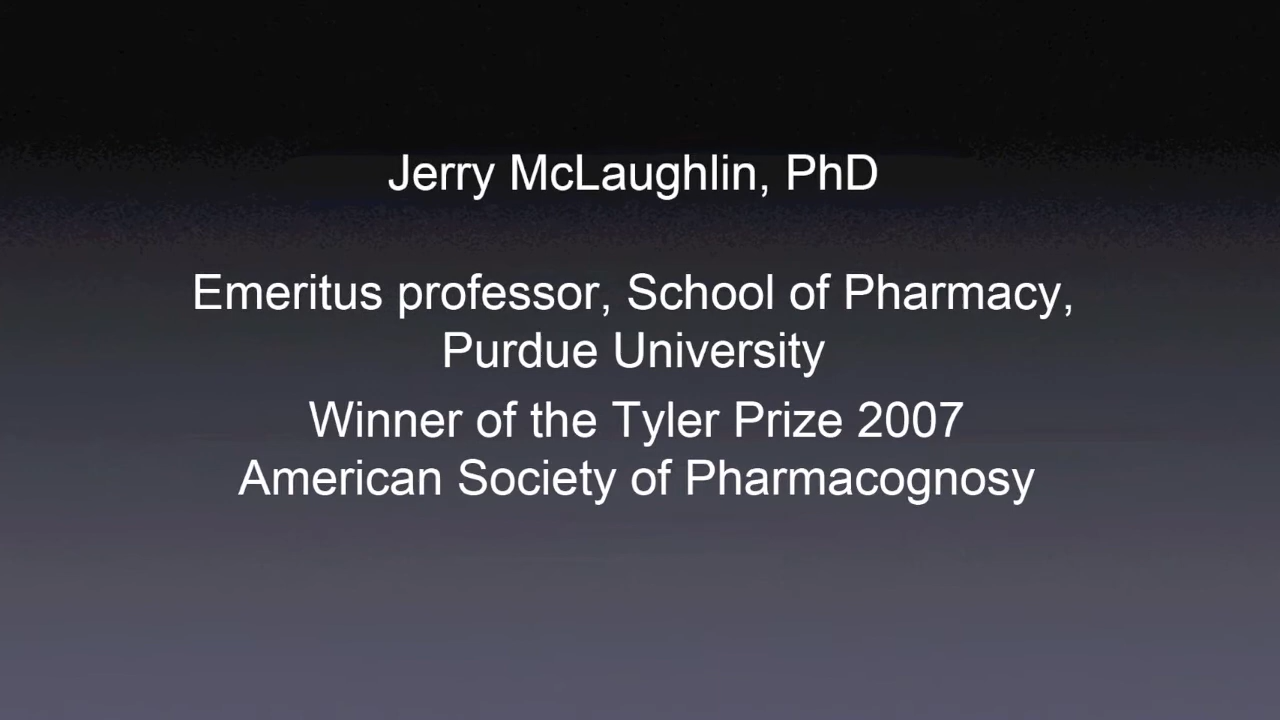 Jerry McLaughlin, PhD
Emeritus professor, School of Pharmacy,
Purdue University
Winner of the Tyler Prize 2007
American Society of Pharmacognosy